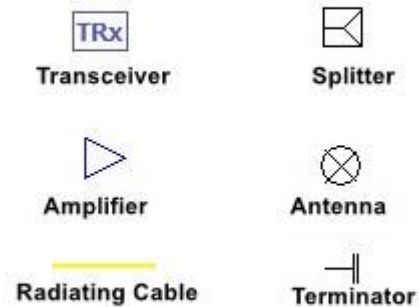 TRx
Transceiver
Splitter
Amplifier
Antenna
Radiating Cable
Terminator